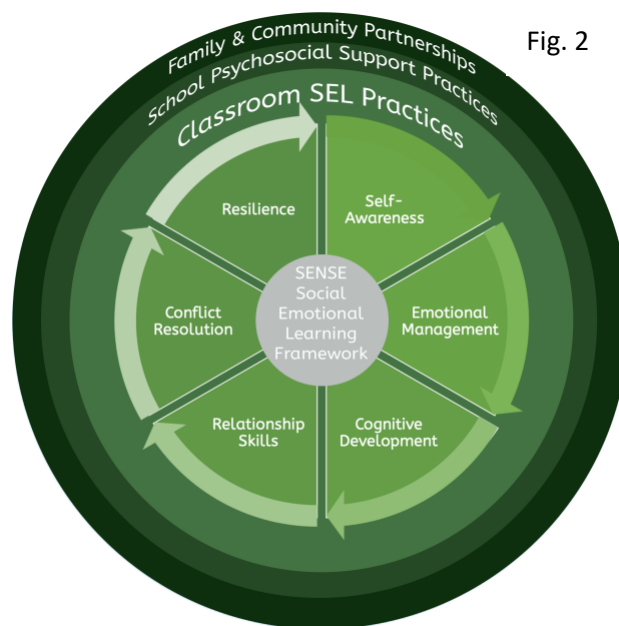 Fig. 2
Family & Community Partnerships
School Psychosocial Support Practices
Classroom SEL Practices
Resilience
Self-
Awareness
Conflict
Resolution
SENSE
Social
Emotional
Learning
Framework
Emotional
Management
Relationship
Skills
Cognitive
Development